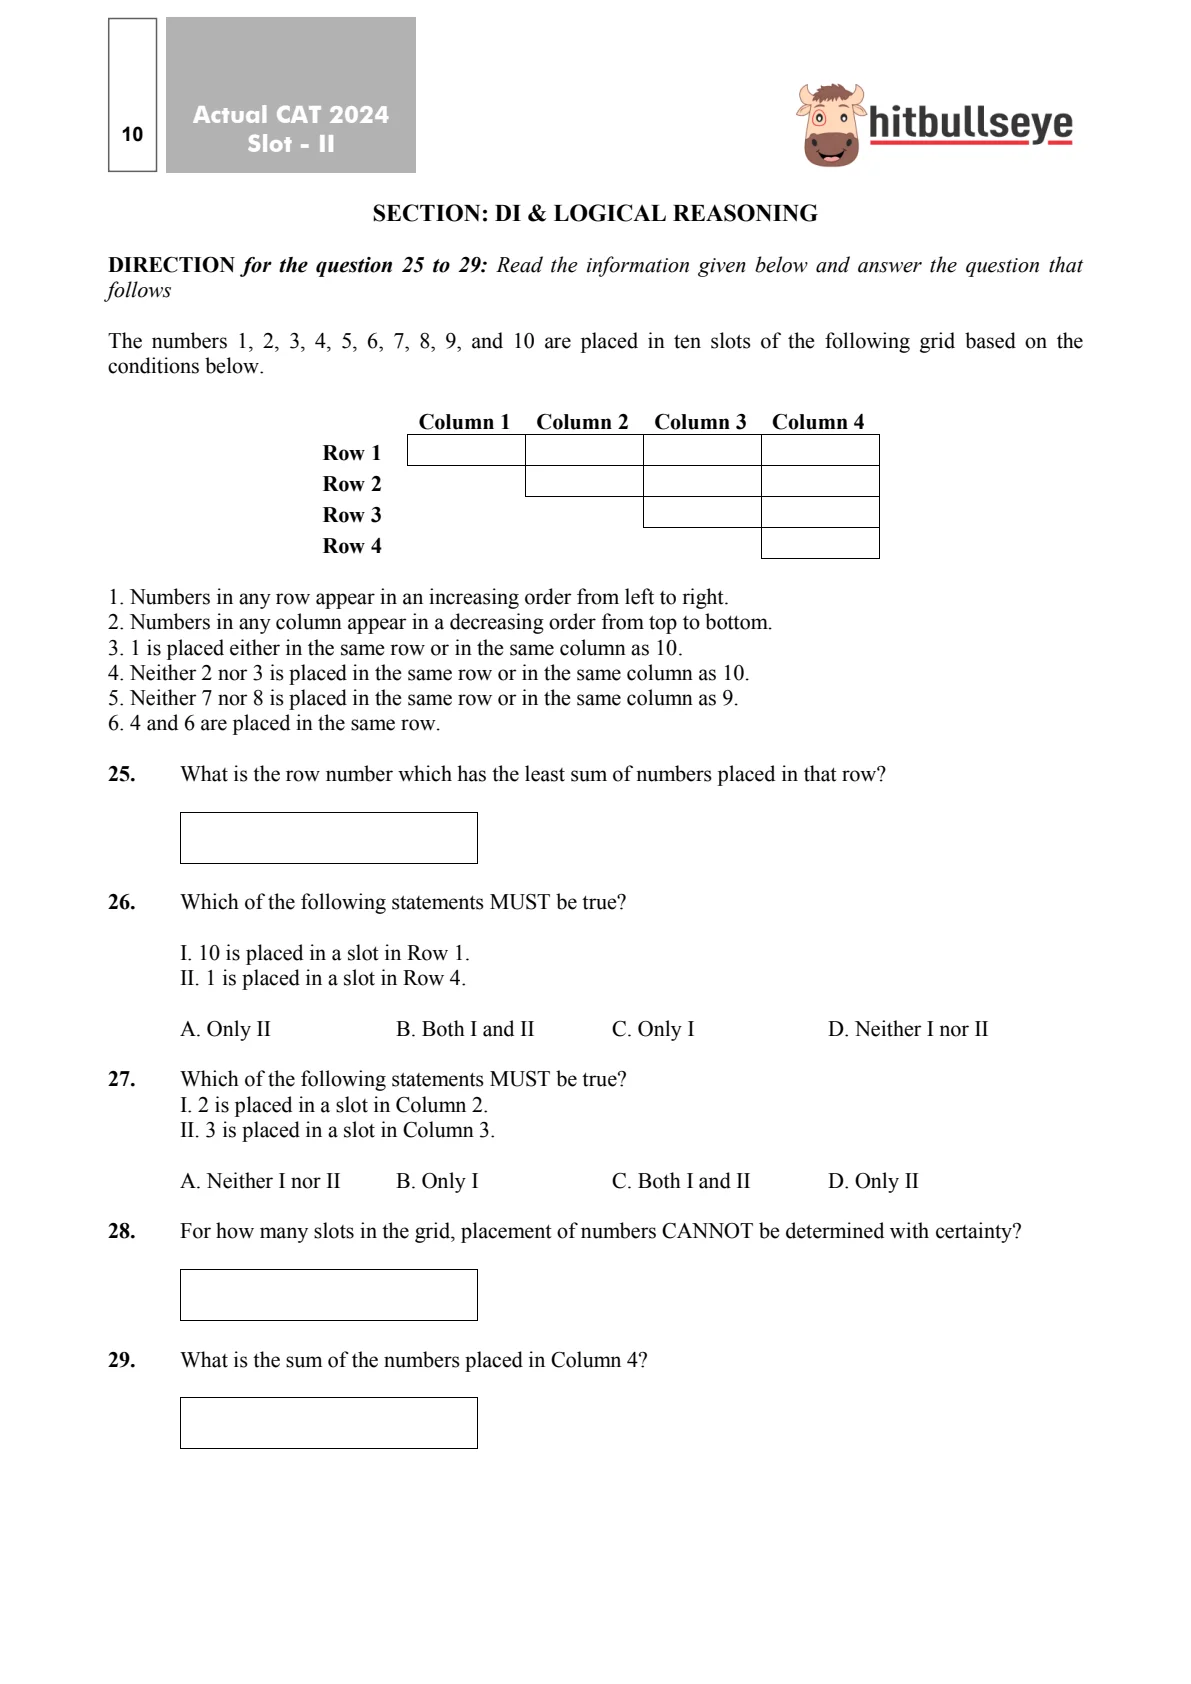 10
Actual CAT 2024
Slot - II
hitbullseye
SECTION: DI & LOGICAL REASONING
DIRECTION for the question 25 to 29: Read the information given below and answer the question that
follows
The numbers 1, 2, 3, 4, 5, 6, 7, 8, 9, and 10 are placed in ten slots of the following grid based on the
conditions below.
Column 1 Column 2 Column 3 Column 4
Row 1
Row 2
Row 3
Row 4
1. Numbers in any row appear in an increasing order from left to right.
2. Numbers in any column appear in a decreasing order from top to bottom.
3. 1 is placed either in the same row or in the same column as 10.
4. Neither 2 nor 3 is placed in the same row or in the same column as 10.
5. Neither 7 nor 8 is placed in the same row or in the same column as 9.
6. 4 and 6 are placed in the same row.
25. What is the row number which has the least sum of numbers placed in that row?
26. Which of the following statements MUST be true?
I. 10 is placed in a slot in Row 1.
II. 1 is placed in a slot in Row 4.
A. Only II B. Both I and II C. Only I D. Neither I nor II
27. Which of the following statements MUST be true?
I. 2 is placed in a slot in Column 2.
II. 3 is placed in a slot in Column 3.
A. Neither I nor II B. Only I C. Both I and II D. Only II
28. For how many slots in the grid, placement of numbers CANNOT be determined with certainty?
29. What is the sum of the numbers placed in Column 4?